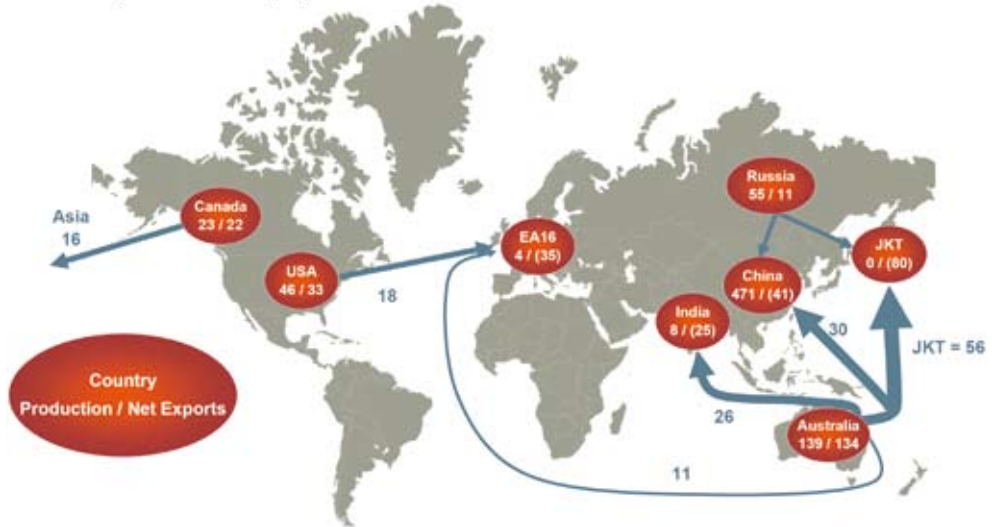 Russia
55 / 11
Canada
23 / 22
Asia
16
EA16
4 / (35)
JKT
0 / (80)
USA
46 / 33
China
471 / (41)
18
India
8 / (25)
30
JKT = 56
Country
Production / Net Exports
26
Australia
139 / 134
11